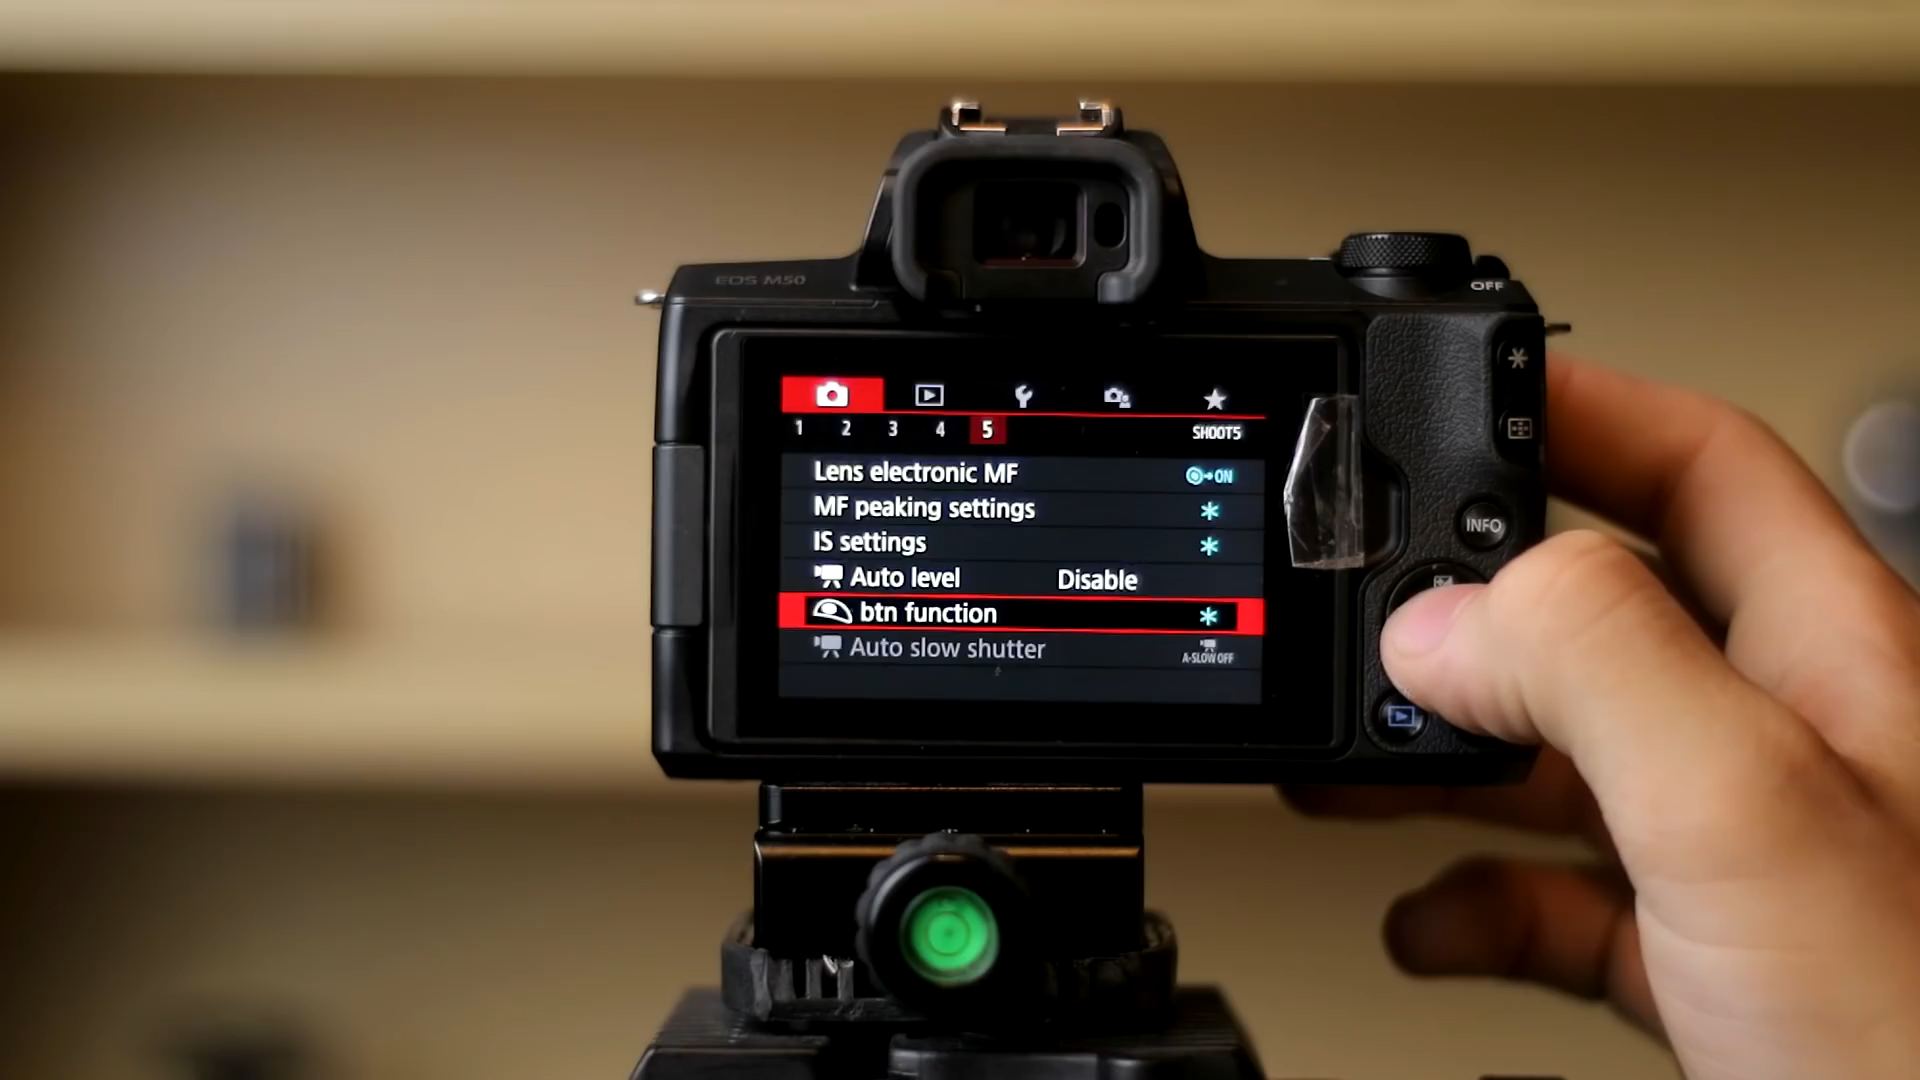 EOS M50
OFF
1 2 3 4 5 SHOOT5
Lens electronic MF ON
MF peaking settings
IS settings
INFO
Auto level Disable
btn function
Auto slow shutter A-SLOW OFF